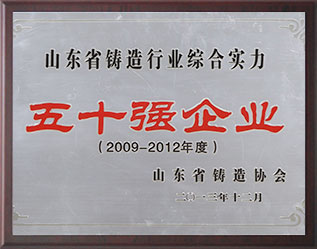 山东省铸造行业综合实力
五十强企业
(2009-2012年度)
山东省铸造协会
二〇一三年十二月